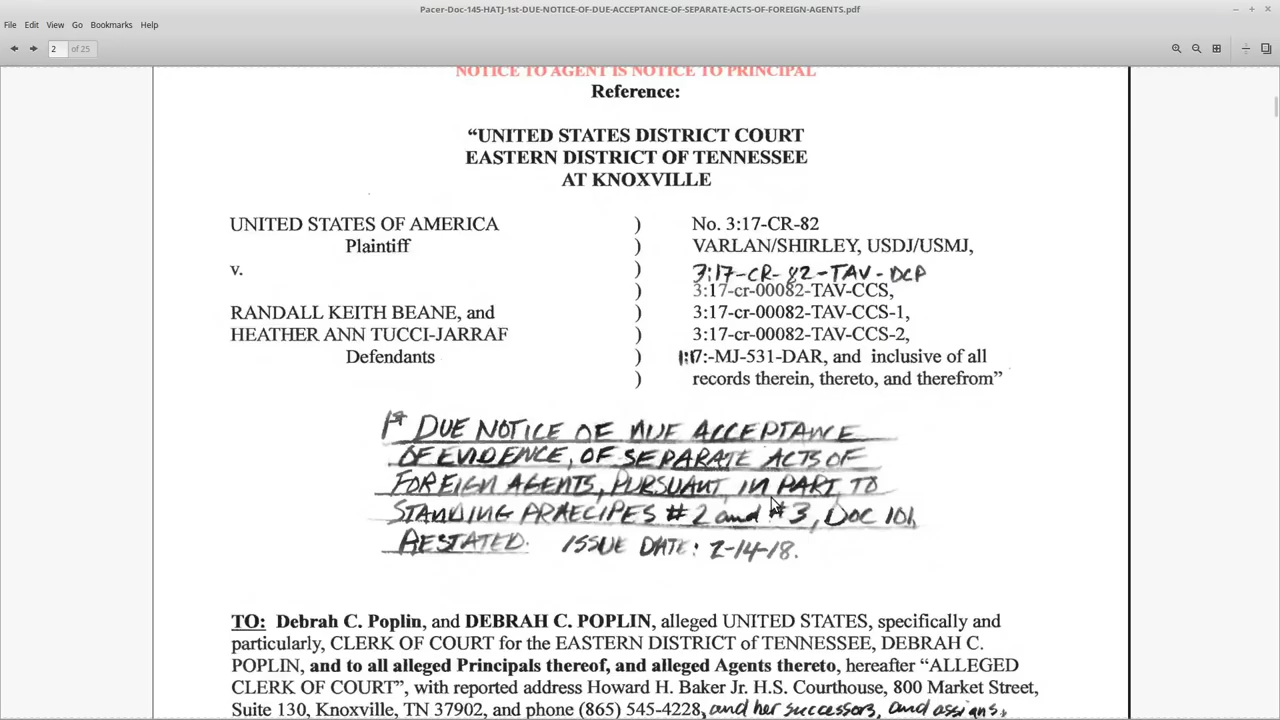 Pacer-Doc-145-HATJ-1st-DUE-NOTICE-OF-DUE-ACCEPTANCE-OF-SEPARATE-ACTS-OF-FOREIGN-AGENTS.pdf
File Edit View Go Bookmarks Help
2 of 25
NOTICE TO AGENT IS NOTICE TO PRINCIPAL
Reference:
“UNITED STATES DISTRICT COURT
EASTERN DISTRICT OF TENNESSEE
AT KNOXVILLE
UNITED STATES OF AMERICA ) No. 3:17-CR-82
Plaintiff ) VARLAN/SHIRLEY, USDJ/USMJ,
v. ) 3:17-CR-82-TAV-DCP
) 3:17-cr-00082-TAV-CCS,
RANDALL KEITH BEANE, and ) 3:17-cr-00082-TAV-CCS-1,
HEATHER ANN TUCCI-JARRAF ) 3:17-cr-00082-TAV-CCS-2,
Defendants ) 1:17:-MJ-531-DAR, and inclusive of all
) records therein, thereto, and therefrom”
1st DUE NOTICE OF DUE ACCEPTANCE
OF EVIDENCE, OF SEPARATE ACTS OF
FOREIGN AGENTS, PURSUANT, IN PART, TO
STANDING PRAECIPES #2 and #3, DOC 101,
RESTATED. ISSUE DATE: 2-14-18.
TO: Debrah C. Poplin, and DEBRAH C. POPLIN, alleged UNITED STATES, specifically and
particularly, CLERK OF COURT for the EASTERN DISTRICT of TENNESSEE, DEBRAH C.
POPLIN, and to all alleged Principals thereof, and alleged Agents thereto, hereafter “ALLEGED
CLERK OF COURT”, with reported address Howard H. Baker Jr. H.S. Courthouse, 800 Market Street,
Suite 130, Knoxville, TN 37902, and phone (865) 545-4228, and her successors, and assigns,